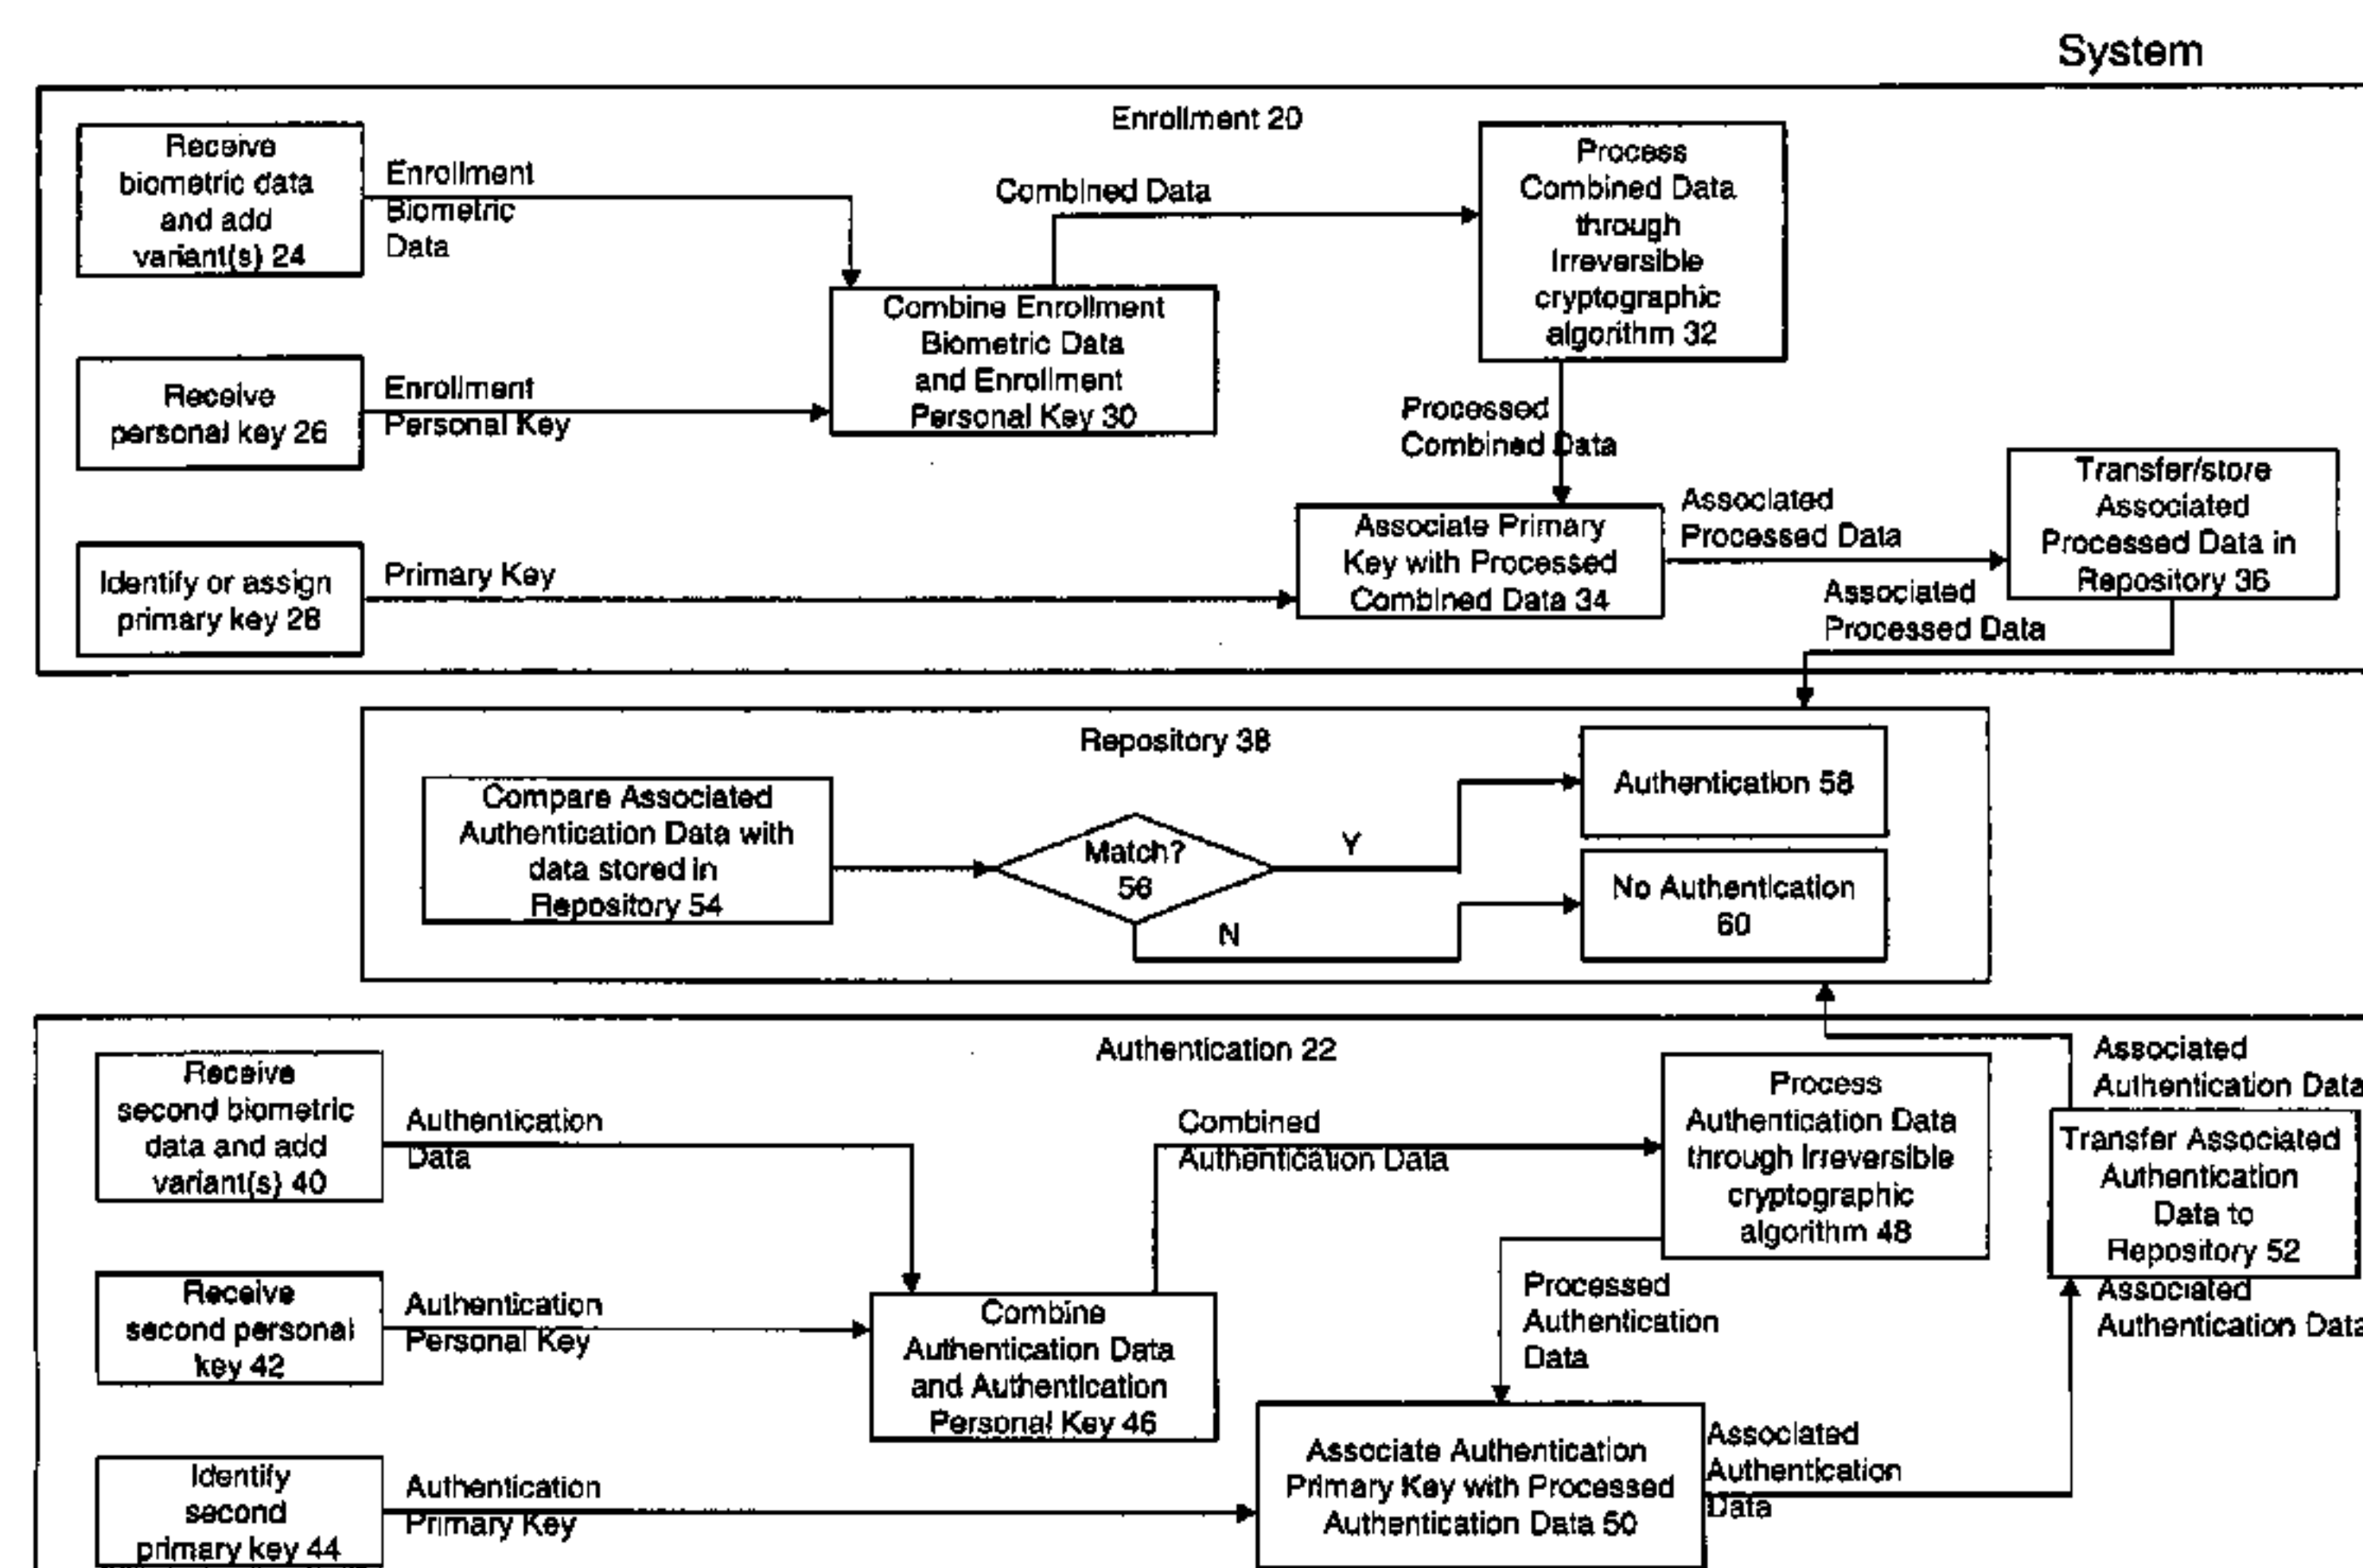 System
Enrollment 20
Receive
biometric data
and add
variant(s) 24
Enrollment
Biometric
Data
Combined Data
Process
Combined Data
through
Irreversible
cryptographic
algorithm 32
Combine Enrollment
Biometric Data
and Enrollment
Personal Key 30
Receive
personal key 26
Enrollment
Personal Key
Processed
Combined Data
Identify or assign
primary key 28
Primary Key
Associate Primary
Key with Processed
Combined Data 34
Associated
Processed Data
Transfer/store
Associated
Processed Data in
Repository 36
Associated
Processed Data
Repository 38
Compare Associated
Authentication Data with
data stored in
Repository 54
Match?
56
Y
N
Authentication 58
No Authentication
60
Authentication 22
Receive
second biometric
data and add
variant(s) 40
Authentication
Data
Combined
Authentication Data
Process
Authentication Data
through Irreversible
cryptographic
algorithm 48
Associated
Authentication Data
Transfer Associated
Authentication
Data to
Repository 52
Associated
Authentication Data
Receive
second personal
key 42
Authentication
Personal Key
Combine
Authentication Data
and Authentication
Personal Key 46
Processed
Authentication
Data
Identify
second
primary key 44
Authentication
Primary Key
Associate Authentication
Primary Key with Processed
Authentication Data 50
Associated
Authentication
Data